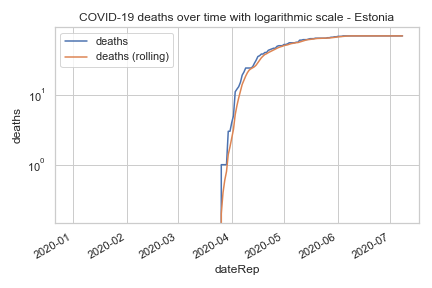 COVID-19 deaths over time with logarithmic scale - Estonia
deaths
deaths (rolling)
10¹
10⁰
deaths
2020-01
2020-02
2020-03
2020-04
2020-05
2020-06
2020-07
dateRep